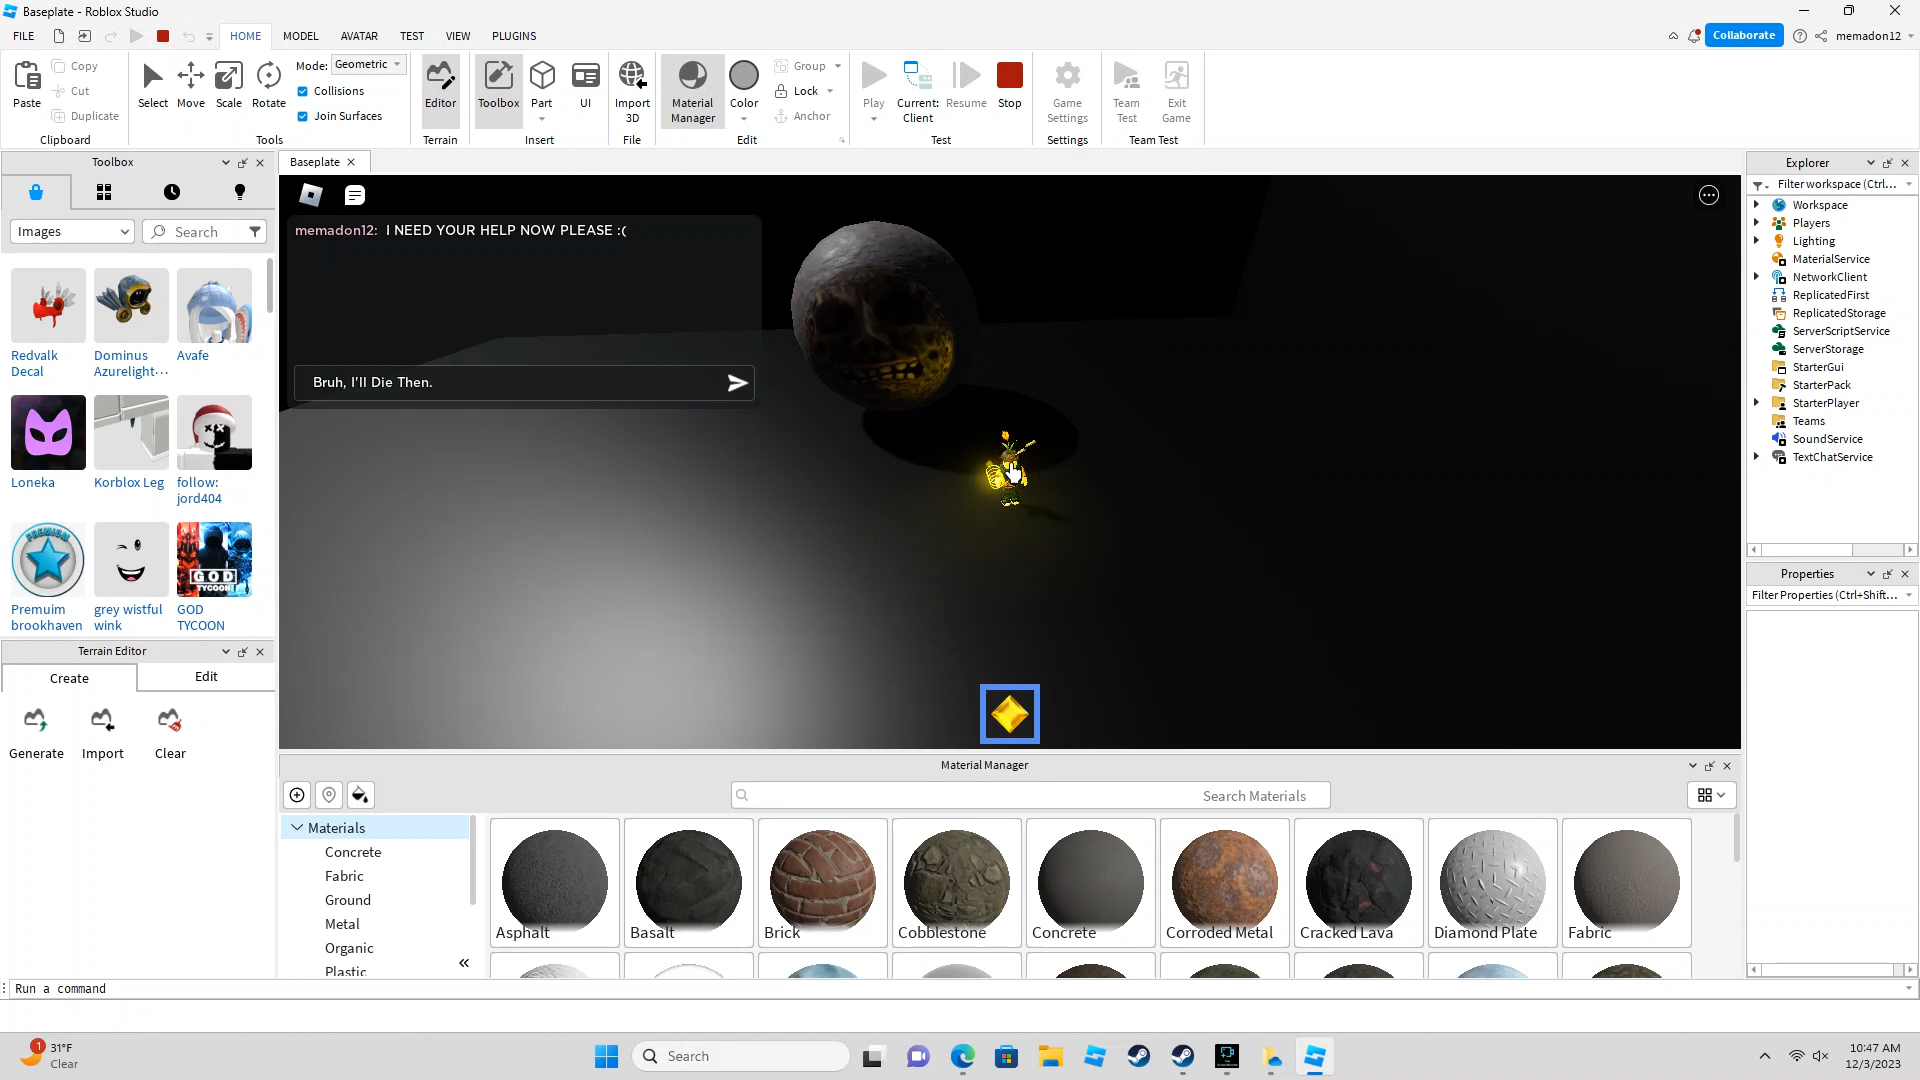 Baseplate - Roblox Studio
FILE
HOME
MODEL
AVATAR
TEST
VIEW
PLUGINS
Collaborate
memadon12
Paste
Copy
Cut
Duplicate
Clipboard
Select
Move
Scale
Rotate
Mode: Geometric
Collisions
Join Surfaces
Tools
Editor
Terrain
Toolbox
Part
UI
Insert
Import
3D
File
Material
Manager
Color
Group
Lock
Anchor
Edit
Play
Current:
Client
Resume
Stop
Test
Game
Settings
Settings
Team
Test
Exit
Game
Team Test
Toolbox
Images
Search
Redvalk
Decal
Dominus
Azurelight···
Avafe
Loneka
Korblox Leg
follow:
jord404
PREMIUM
GOD
TYCOON
Premuim
brookhaven
grey wistful
wink
GOD
TYCOON
Terrain Editor
Create
Edit
Generate
Import
Clear
Baseplate
memadon12: I NEED YOUR HELP NOW PLEASE :(
Bruh, I'll Die Then.
Material Manager
Search Materials
Materials
Concrete
Fabric
Ground
Metal
Organic
Plastic
Asphalt
Basalt
Brick
Cobblestone
Concrete
Corroded Metal
Cracked Lava
Diamond Plate
Fabric
Explorer
Filter workspace (Ctrl...
Workspace
Players
Lighting
MaterialService
NetworkClient
ReplicatedFirst
ReplicatedStorage
ServerScriptService
ServerStorage
StarterGui
StarterPack
StarterPlayer
Teams
SoundService
TextChatService
Properties
Filter Properties (Ctrl+Shift...
Run a command
1
31°F
Clear
Search
10:47 AM
12/3/2023